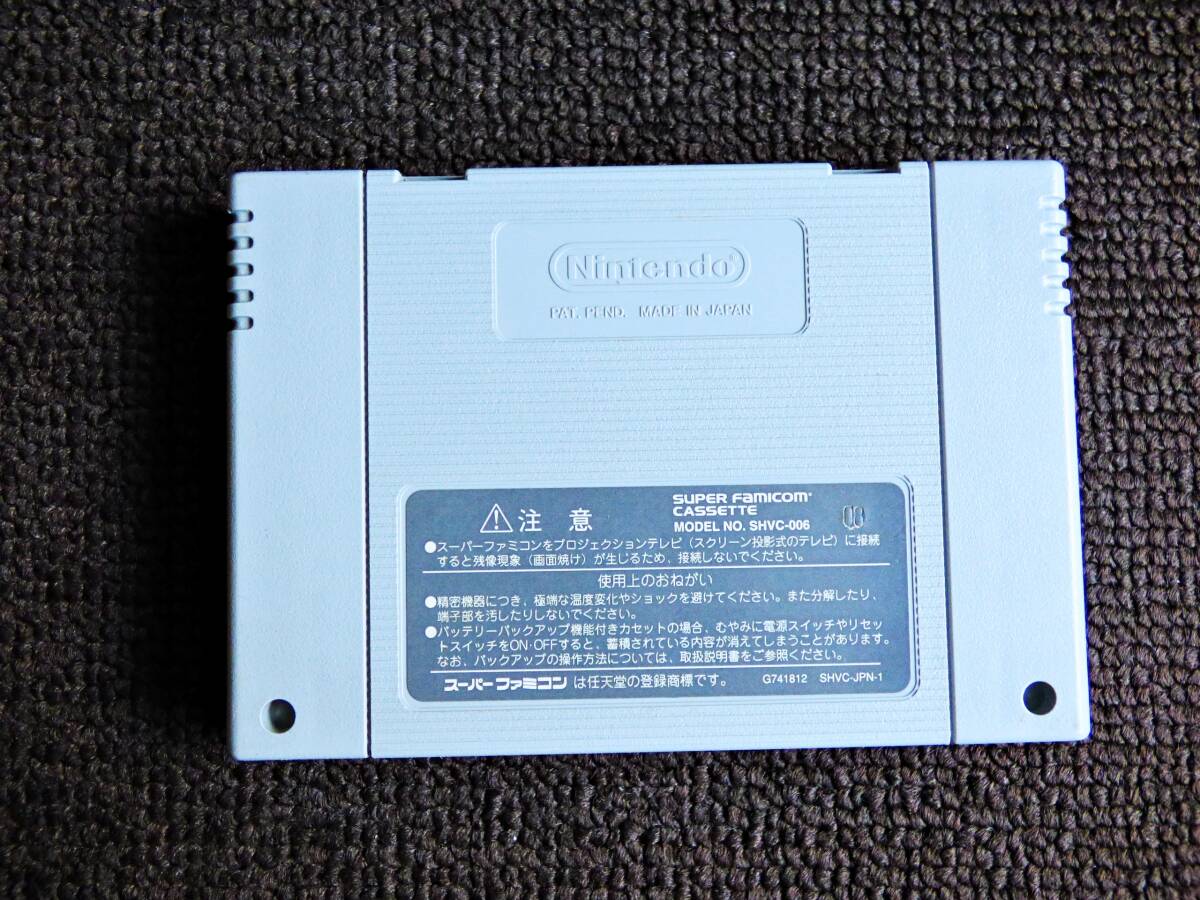 Nintendo®
PAT. PEND. MADE IN JAPAN
⚠注 意
SUPER FAMICOM®
CASSETTE
MODEL NO. SHVC-006
●スーパーファミコンをプロジェクションテレビ（スクリーン投影式のテレビ）に接続
すると残像現象（画面焼け）が生じるため、接続しないでください。
使用上のおねがい
●精密機器につき、極端な温度変化やショックを避けてください。また分解したり、
端子部を汚したりしないでください。
●バッテリーバックアップ機能付きカセットの場合、むやみに電源スイッチやリセッ
トスイッチをON・OFFすると、蓄積されている内容が消えてしまうことがあります。
なお、バックアップの操作方法については、取扱説明書をご参照ください。
スーパーファミコン は任天堂の登録商標です。 G741812 SHVC-JPN-1